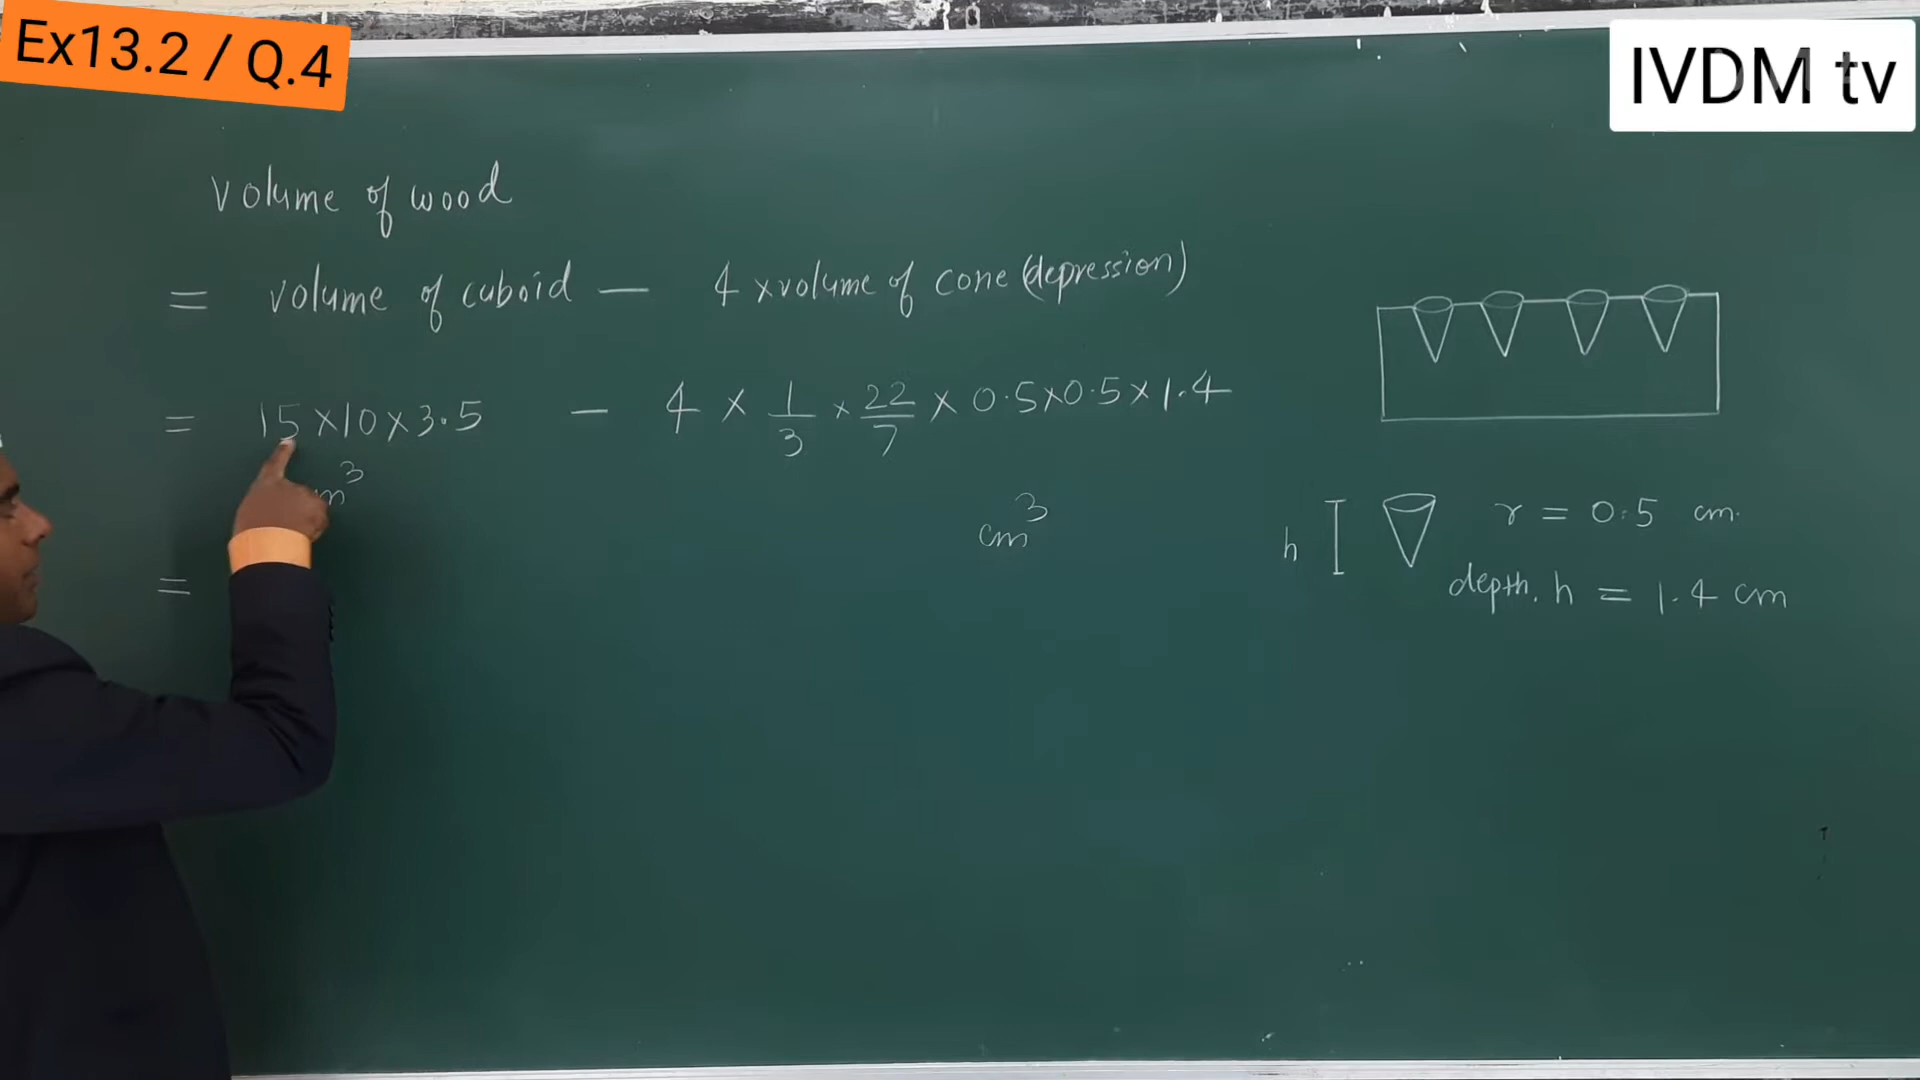 Ex13.2 / Q.4
IVDM tv
volume of wood
= volume of cuboid — 4 x volume of cone (depression)
= 15 × 10 × 3.5 — 4 × 1/3 × 22/7 × 0.5 × 0.5 × 1.4
m³
cm³
=
h
r = 0.5 cm.
depth. h = 1.4 cm